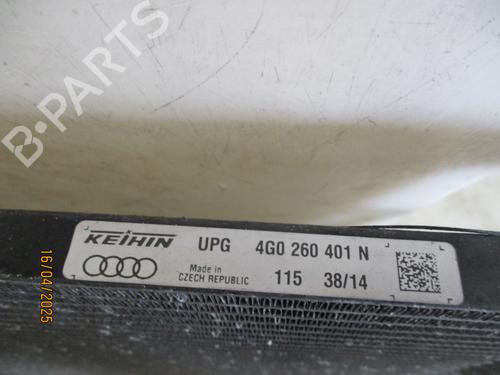 B-Parts
KEIHIN UPG 4G0 260 401 N
Made in
CZECH REPUBLIC 115 38/14
16/04/2025